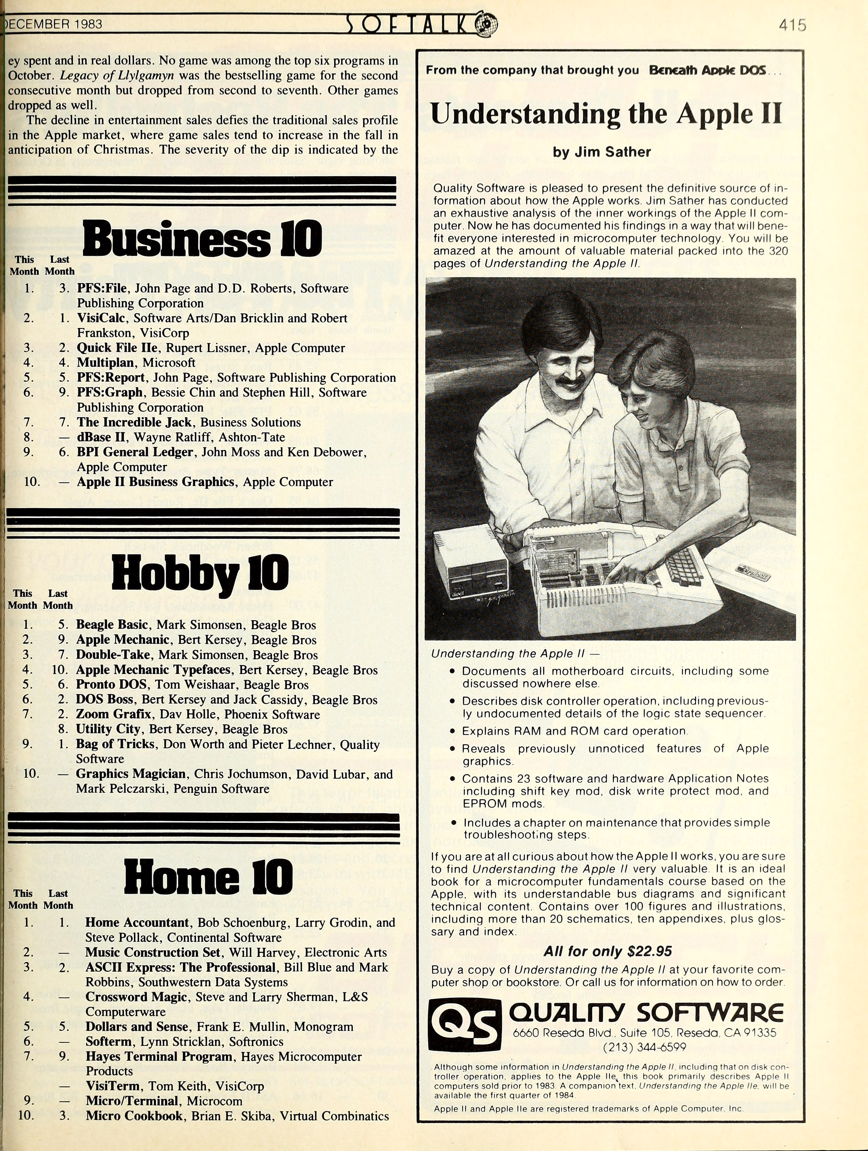 DECEMBER 1983
SOFTALK
415
ey spent and in real dollars. No game was among the top six programs in
October. Legacy of Llylgamyn was the bestselling game for the second
consecutive month but dropped from second to seventh. Other games
dropped as well.
The decline in entertainment sales defies the traditional sales profile
in the Apple market, where game sales tend to increase in the fall in
anticipation of Christmas. The severity of the dip is indicated by the
Business 10
This Last
Month Month
1. 3. PFS:File, John Page and D.D. Roberts, Software
Publishing Corporation
2. 1. VisiCalc, Software Arts/Dan Bricklin and Robert
Frankston, VisiCorp
3. 2. Quick File IIe, Rupert Lissner, Apple Computer
4. 4. Multiplan, Microsoft
5. 5. PFS:Report, John Page, Software Publishing Corporation
6. 9. PFS:Graph, Bessie Chin and Stephen Hill, Software
Publishing Corporation
7. 7. The Incredible Jack, Business Solutions
8. — dBase II, Wayne Ratliff, Ashton-Tate
9. 6. BPI General Ledger, John Moss and Ken Debower,
Apple Computer
10. — Apple II Business Graphics, Apple Computer
Hobby 10
This Last
Month Month
1. 5. Beagle Basic, Mark Simonsen, Beagle Bros
2. 9. Apple Mechanic, Bert Kersey, Beagle Bros
3. 7. Double-Take, Mark Simonsen, Beagle Bros
4. 10. Apple Mechanic Typefaces, Bert Kersey, Beagle Bros
5. 6. Pronto DOS, Tom Weishaar, Beagle Bros
6. 2. DOS Boss, Bert Kersey and Jack Cassidy, Beagle Bros
7. 2. Zoom Grafix, Dav Holle, Phoenix Software
8. Utility City, Bert Kersey, Beagle Bros
9. 1. Bag of Tricks, Don Worth and Pieter Lechner, Quality
Software
10. — Graphics Magician, Chris Jochumson, David Lubar, and
Mark Pelczarski, Penguin Software
Home 10
This Last
Month Month
1. 1. Home Accountant, Bob Schoenburg, Larry Grodin, and
Steve Pollack, Continental Software
2. — Music Construction Set, Will Harvey, Electronic Arts
3. 2. ASCII Express: The Professional, Bill Blue and Mark
Robbins, Southwestern Data Systems
4. — Crossword Magic, Steve and Larry Sherman, L&S
Computerware
5. 5. Dollars and Sense, Frank E. Mullin, Monogram
6. — Softerm, Lynn Stricklan, Softronics
7. 9. Hayes Terminal Program, Hayes Microcomputer
Products
— VisiTerm, Tom Keith, VisiCorp
9. — Micro/Terminal, Microcom
10. 3. Micro Cookbook, Brian E. Skiba, Virtual Combinatics
From the company that brought you Beneath Apple DOS...
Understanding the Apple II
by Jim Sather
Quality Software is pleased to present the definitive source of in-
formation about how the Apple works. Jim Sather has conducted
an exhaustive analysis of the inner workings of the Apple II com-
puter. Now he has documented his findings in a way that will bene-
fit everyone interested in microcomputer technology. You will be
amazed at the amount of valuable material packed into the 320
pages of Understanding the Apple II.
Understanding the Apple II —
• Documents all motherboard circuits, including some
discussed nowhere else.
• Describes disk controller operation, including previous-
ly undocumented details of the logic state sequencer.
• Explains RAM and ROM card operation.
• Reveals previously unnoticed features of Apple
graphics.
• Contains 23 software and hardware Application Notes
including shift key mod, disk write protect mod, and
EPROM mods.
• Includes a chapter on maintenance that provides simple
troubleshooting steps.
If you are at all curious about how the Apple II works, you are sure
to find Understanding the Apple II very valuable. It is an ideal
book for a microcomputer fundamentals course based on the
Apple, with its understandable bus diagrams and significant
technical content. Contains over 100 figures and illustrations,
including more than 20 schematics, ten appendixes, plus glos-
sary and index.
All for only $22.95
Buy a copy of Understanding the Apple II at your favorite com-
puter shop or bookstore. Or call us for information on how to order.
QS QUALITY SOFTWARE
6660 Reseda Blvd., Suite 105, Reseda, CA 91335
(213) 344-6599
Although some information in Understanding the Apple II, including that on disk con-
troller operation, applies to the Apple IIe, this book primarily describes Apple II
computers sold prior to 1983. A companion text, Understanding the Apple IIe, will be
available the first quarter of 1984.
Apple II and Apple IIe are registered trademarks of Apple Computer, Inc.